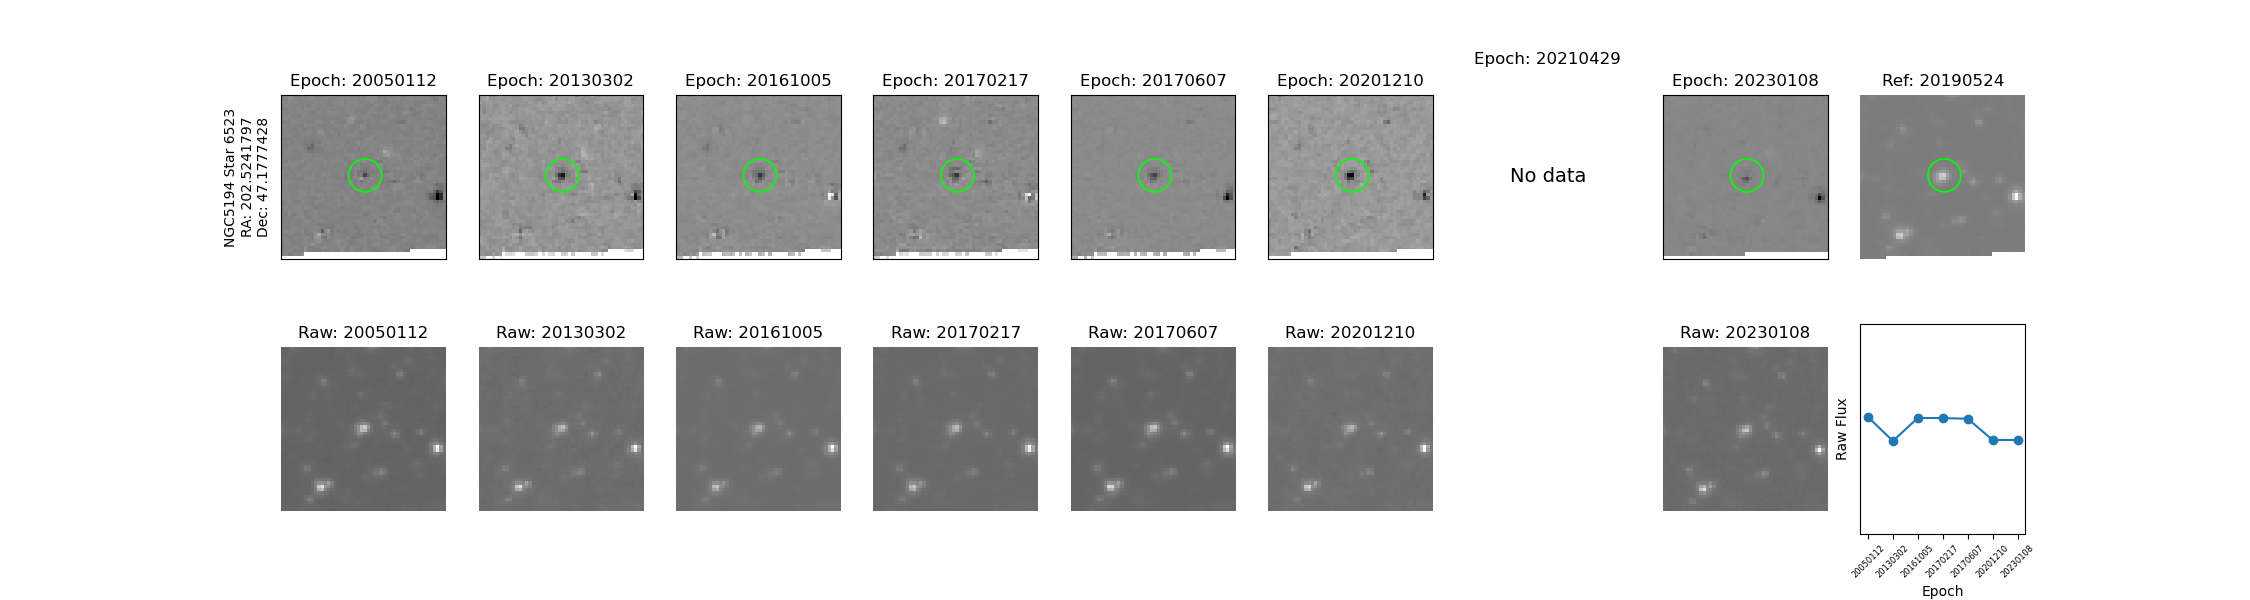 Epoch: 20050112
Epoch: 20130302
Epoch: 20161005
Epoch: 20170217
Epoch: 20170607
Epoch: 20201210
Epoch: 20210429
Epoch: 20230108
Ref: 20190524
NGC5194 Star 6523
RA: 202.5241797
Dec: 47.1777428
No data
Raw: 20050112
Raw: 20130302
Raw: 20161005
Raw: 20170217
Raw: 20170607
Raw: 20201210
Raw: 20230108
Raw Flux
20050112
20130302
20161005
20170217
20170607
20201210
20230108
Epoch